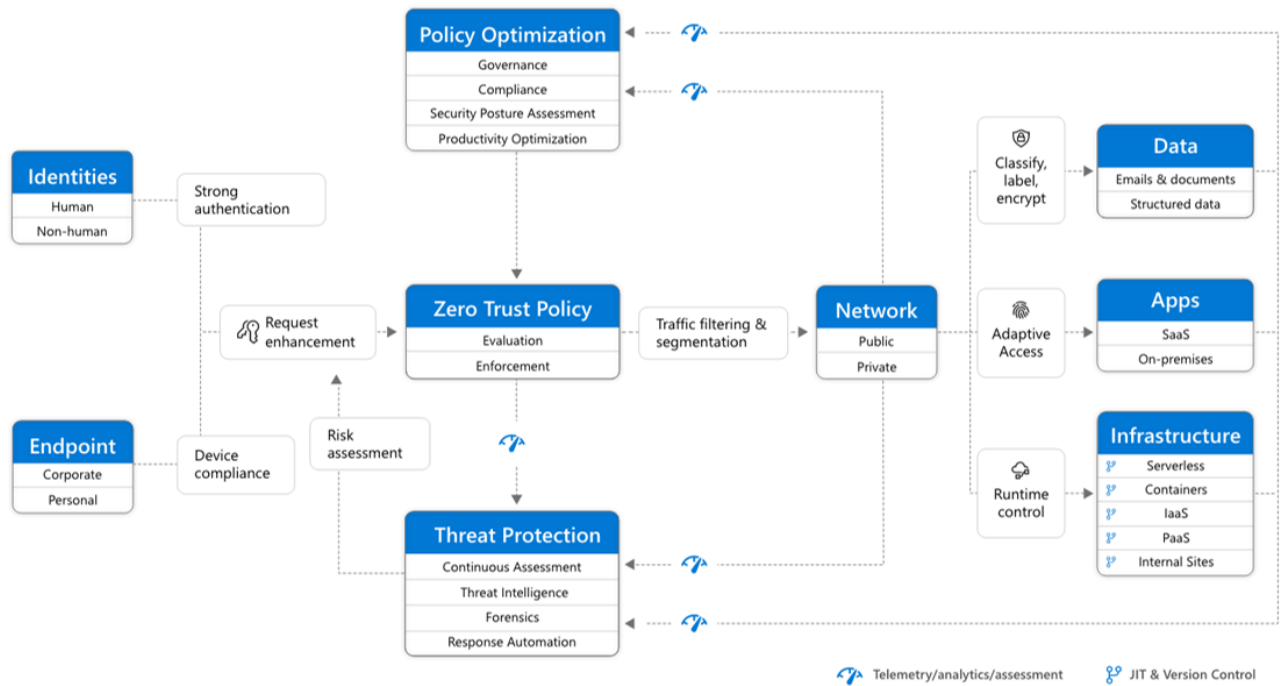 Policy Optimization
Governance
Compliance
Security Posture Assessment
Productivity Optimization
Identities
Human
Non-human
Strong
authentication
Endpoint
Corporate
Personal
Device
compliance
Request
enhancement
Risk
assessment
Zero Trust Policy
Evaluation
Enforcement
Threat Protection
Continuous Assessment
Threat Intelligence
Forensics
Response Automation
Traffic filtering &
segmentation
Network
Public
Private
Classify,
label,
encrypt
Data
Emails & documents
Structured data
Adaptive
Access
Apps
SaaS
On-premises
Runtime
control
Infrastructure
Serverless
Containers
IaaS
PaaS
Internal Sites
Telemetry/analytics/assessment
JIT & Version Control